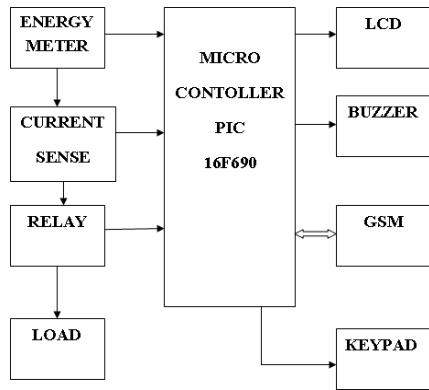 ENERGY
METER
CURRENT
SENSE
RELAY
LOAD
MICRO
CONTOLLER
PIC
16F690
LCD
BUZZER
GSM
KEYPAD